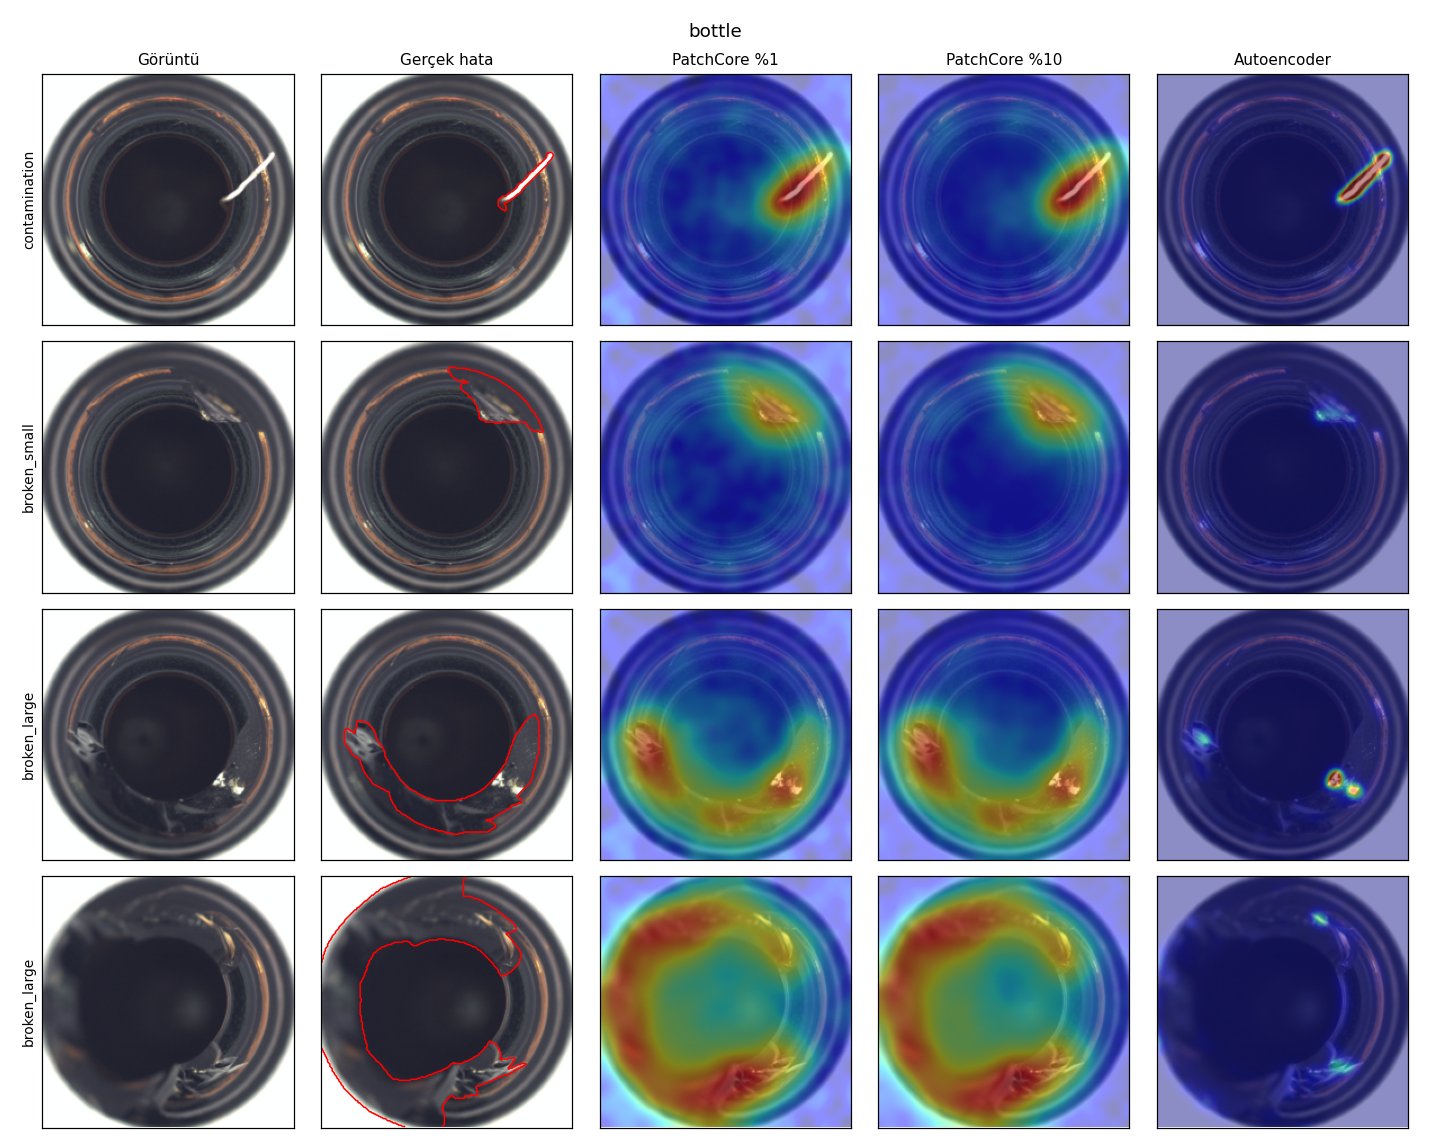 bottle
Görüntü
Gerçek hata
PatchCore %1
PatchCore %10
Autoencoder
contamination
broken_small
broken_large
broken_large